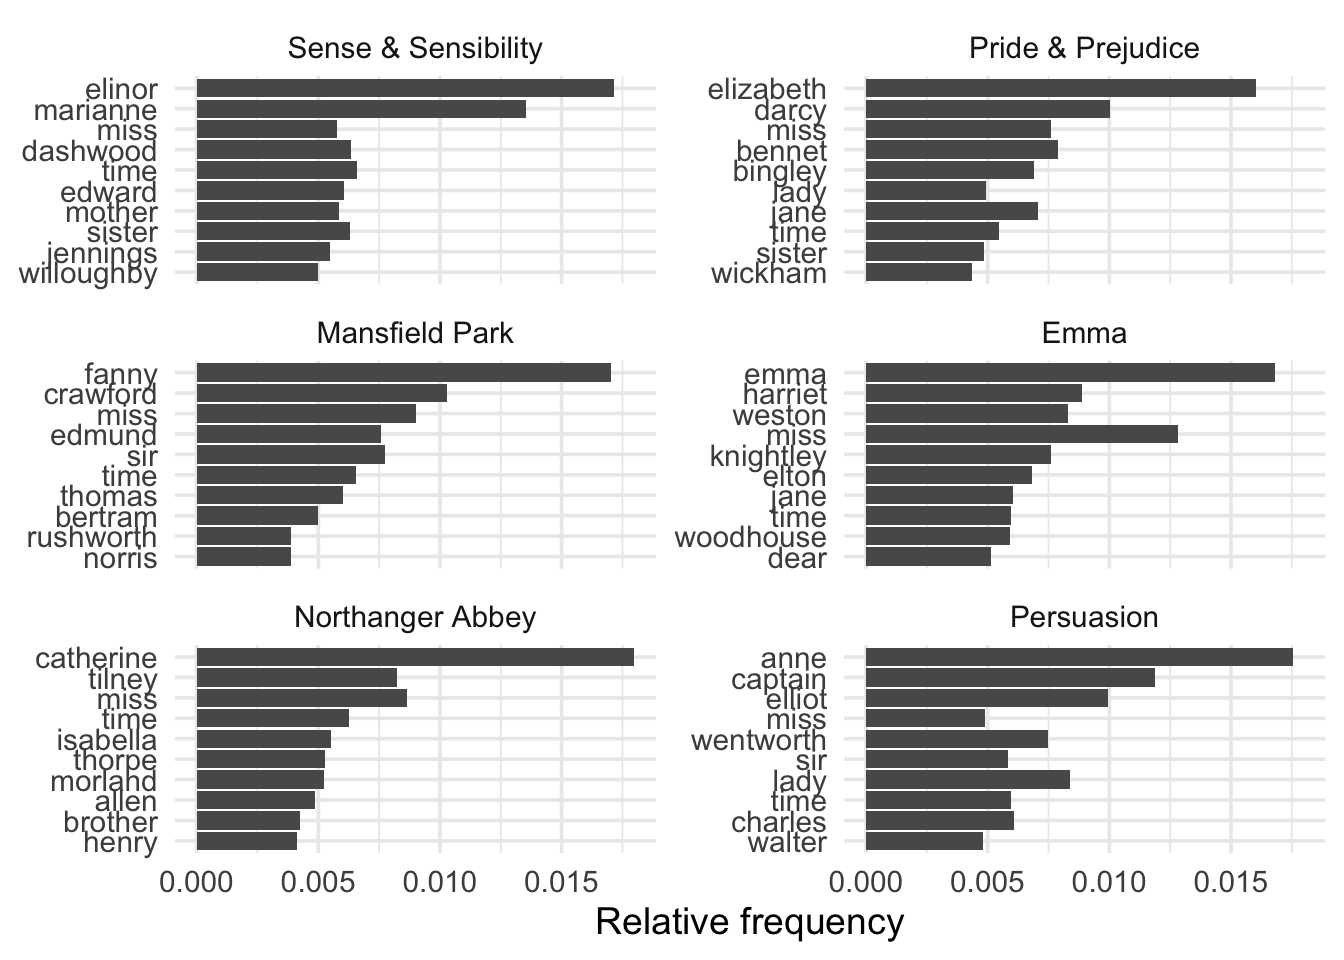 Sense & Sensibility
elinor
marianne
miss
dashwood
time
edward
mother
sister
jennings
willoughby
Pride & Prejudice
elizabeth
darcy
miss
bennet
bingley
lady
jane
time
sister
wickham
Mansfield Park
fanny
crawford
miss
edmund
sir
time
thomas
bertram
rushworth
norris
Emma
emma
harriet
weston
miss
knightley
elton
jane
time
woodhouse
dear
Northanger Abbey
catherine
tilney
miss
time
isabella
thorpe
morland
allen
brother
henry
Persuasion
anne
captain
elliot
miss
wentworth
sir
lady
time
charles
walter
0.000 0.005 0.010 0.015
0.000 0.005 0.010 0.015
Relative frequency